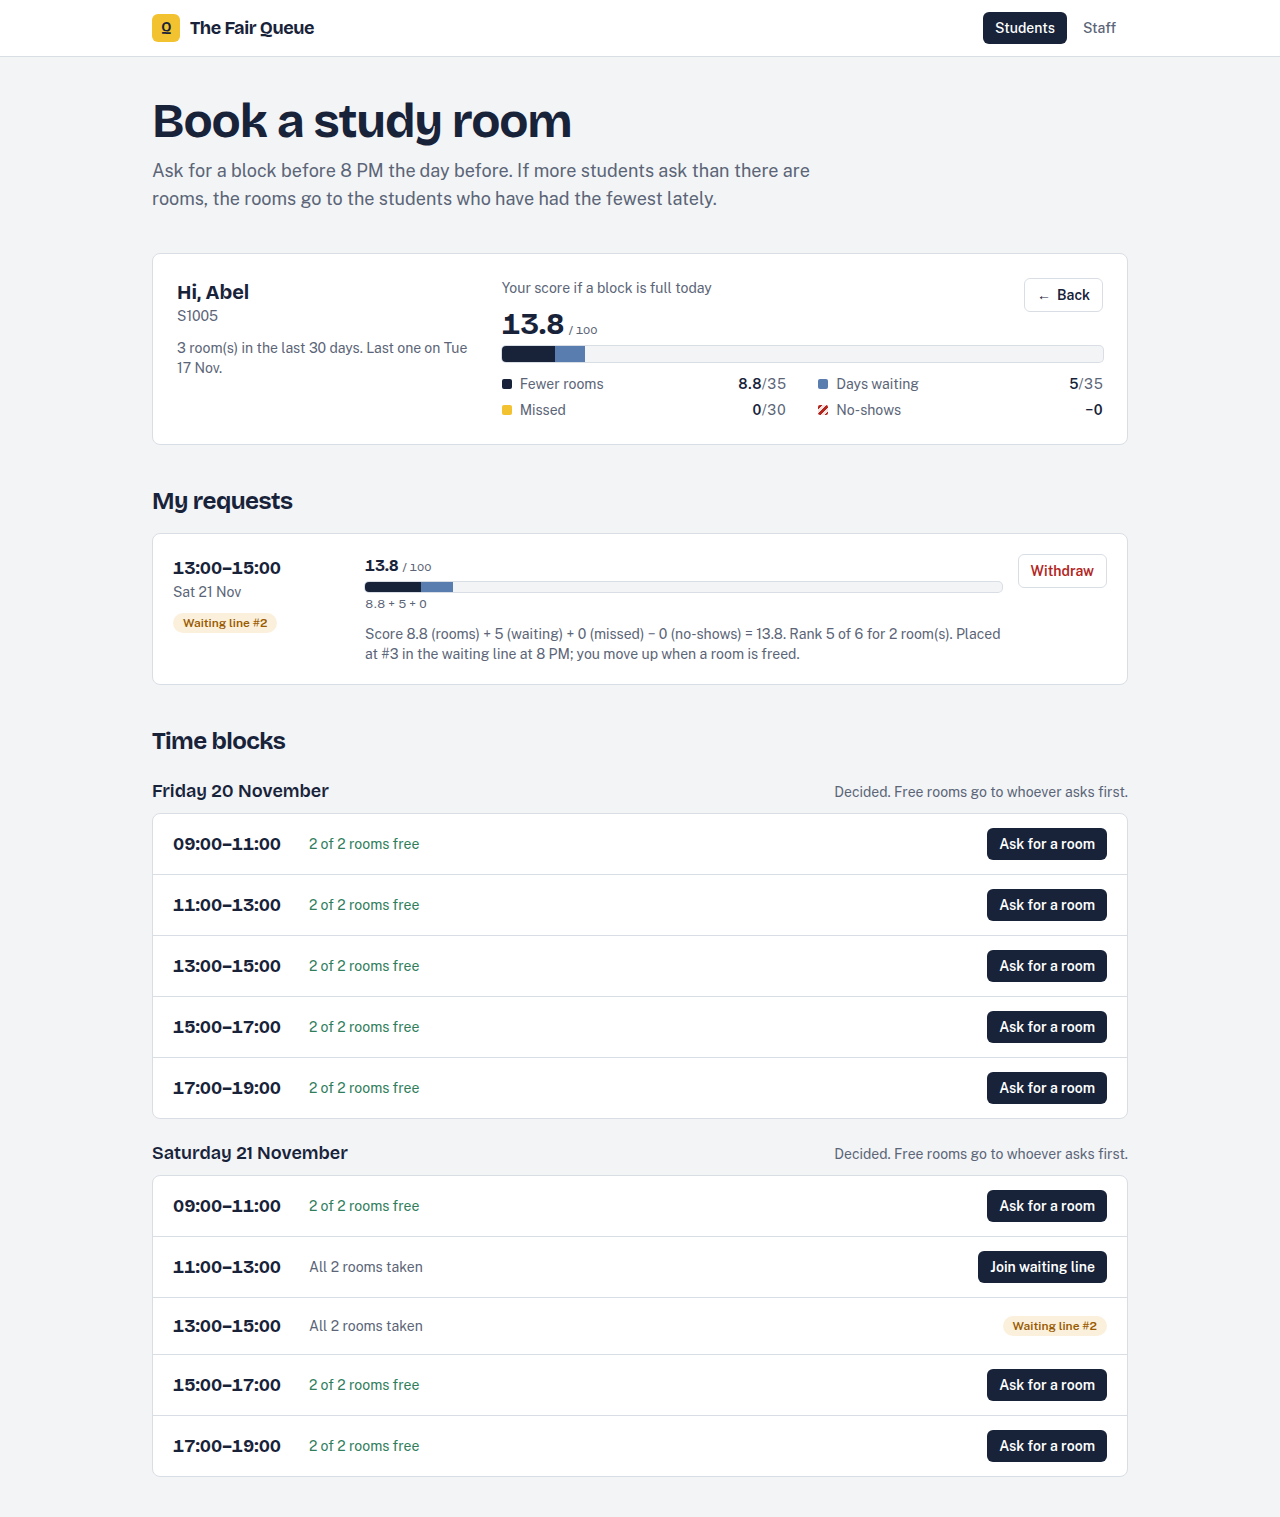 Q The Fair Queue
Students Staff
Book a study room
Ask for a block before 8 PM the day before. If more students ask than there are
rooms, the rooms go to the students who have had the fewest lately.
Hi, Abel
S1005
3 room(s) in the last 30 days. Last one on Tue
17 Nov.
Your score if a block is full today
13.8 / 100
Fewer rooms 8.8/35
Days waiting 5/35
Missed 0/30
No-shows −0
← Back
My requests
13:00–15:00
Sat 21 Nov
Waiting line #2
13.8 / 100
8.8 + 5 + 0
Score 8.8 (rooms) + 5 (waiting) + 0 (missed) − 0 (no-shows) = 13.8. Rank 5 of 6 for 2 room(s). Placed
at #3 in the waiting line at 8 PM; you move up when a room is freed.
Withdraw
Time blocks
Friday 20 November Decided. Free rooms go to whoever asks first.
09:00–11:00 2 of 2 rooms free Ask for a room
11:00–13:00 2 of 2 rooms free Ask for a room
13:00–15:00 2 of 2 rooms free Ask for a room
15:00–17:00 2 of 2 rooms free Ask for a room
17:00–19:00 2 of 2 rooms free Ask for a room
Saturday 21 November Decided. Free rooms go to whoever asks first.
09:00–11:00 2 of 2 rooms free Ask for a room
11:00–13:00 All 2 rooms taken Join waiting line
13:00–15:00 All 2 rooms taken Waiting line #2
15:00–17:00 2 of 2 rooms free Ask for a room
17:00–19:00 2 of 2 rooms free Ask for a room